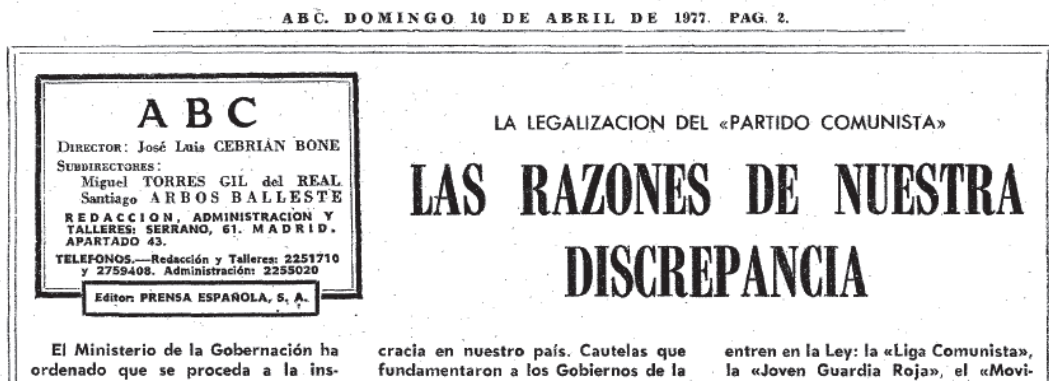 ABC. DOMINGO 10 DE ABRIL DE 1977. PAG. 2.
ABC
DIRECTOR: José Luis CEBRIÁN BONE
SUBDIRECTORES:
Miguel TORRES GIL del REAL
Santiago ARBOS BALLESTE
REDACCION, ADMINISTRACION Y
TALLERES: SERRANO, 61. MADRID.
APARTADO 43.
TELEFONOS.—Redacción y Talleres: 2251710
y 2759408. Administración: 2255020
Editor: PRENSA ESPAÑOLA, S. A.
LA LEGALIZACION DEL «PARTIDO COMUNISTA»
LAS RAZONES DE NUESTRA
DISCREPANCIA
El Ministerio de la Gobernación ha
ordenado que se proceda a la ins-
cracia en nuestro país. Cautelas que
fundamentaron a los Gobiernos de la
entren en la Ley: la «Liga Comunista»,
la «Joven Guardia Roja», el «Movi-